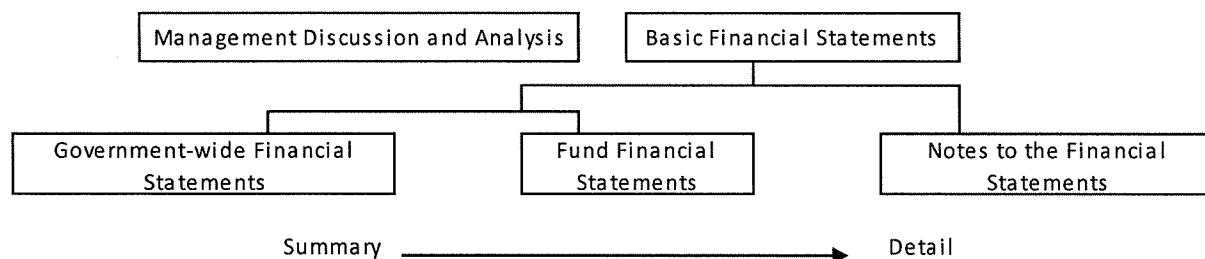 Management Discussion and Analysis
Basic Financial Statements
Government-wide Financial
Statements
Fund Financial
Statements
Notes to the Financial
Statements
Summary
Detail